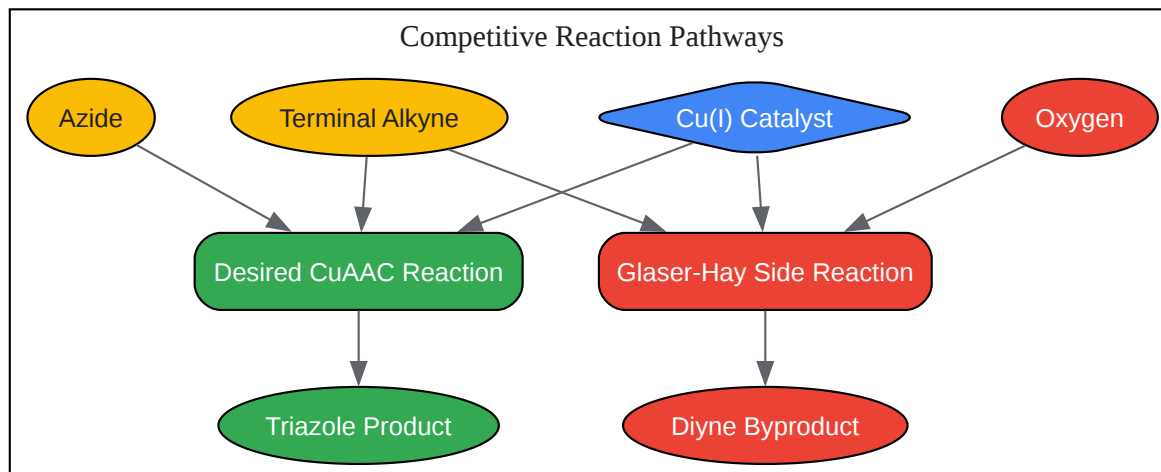 Competitive Reaction Pathways
Azide
Terminal Alkyne
Cu(I) Catalyst
Oxygen
Desired CuAAC Reaction
Glaser-Hay Side Reaction
Triazole Product
Diyne Byproduct